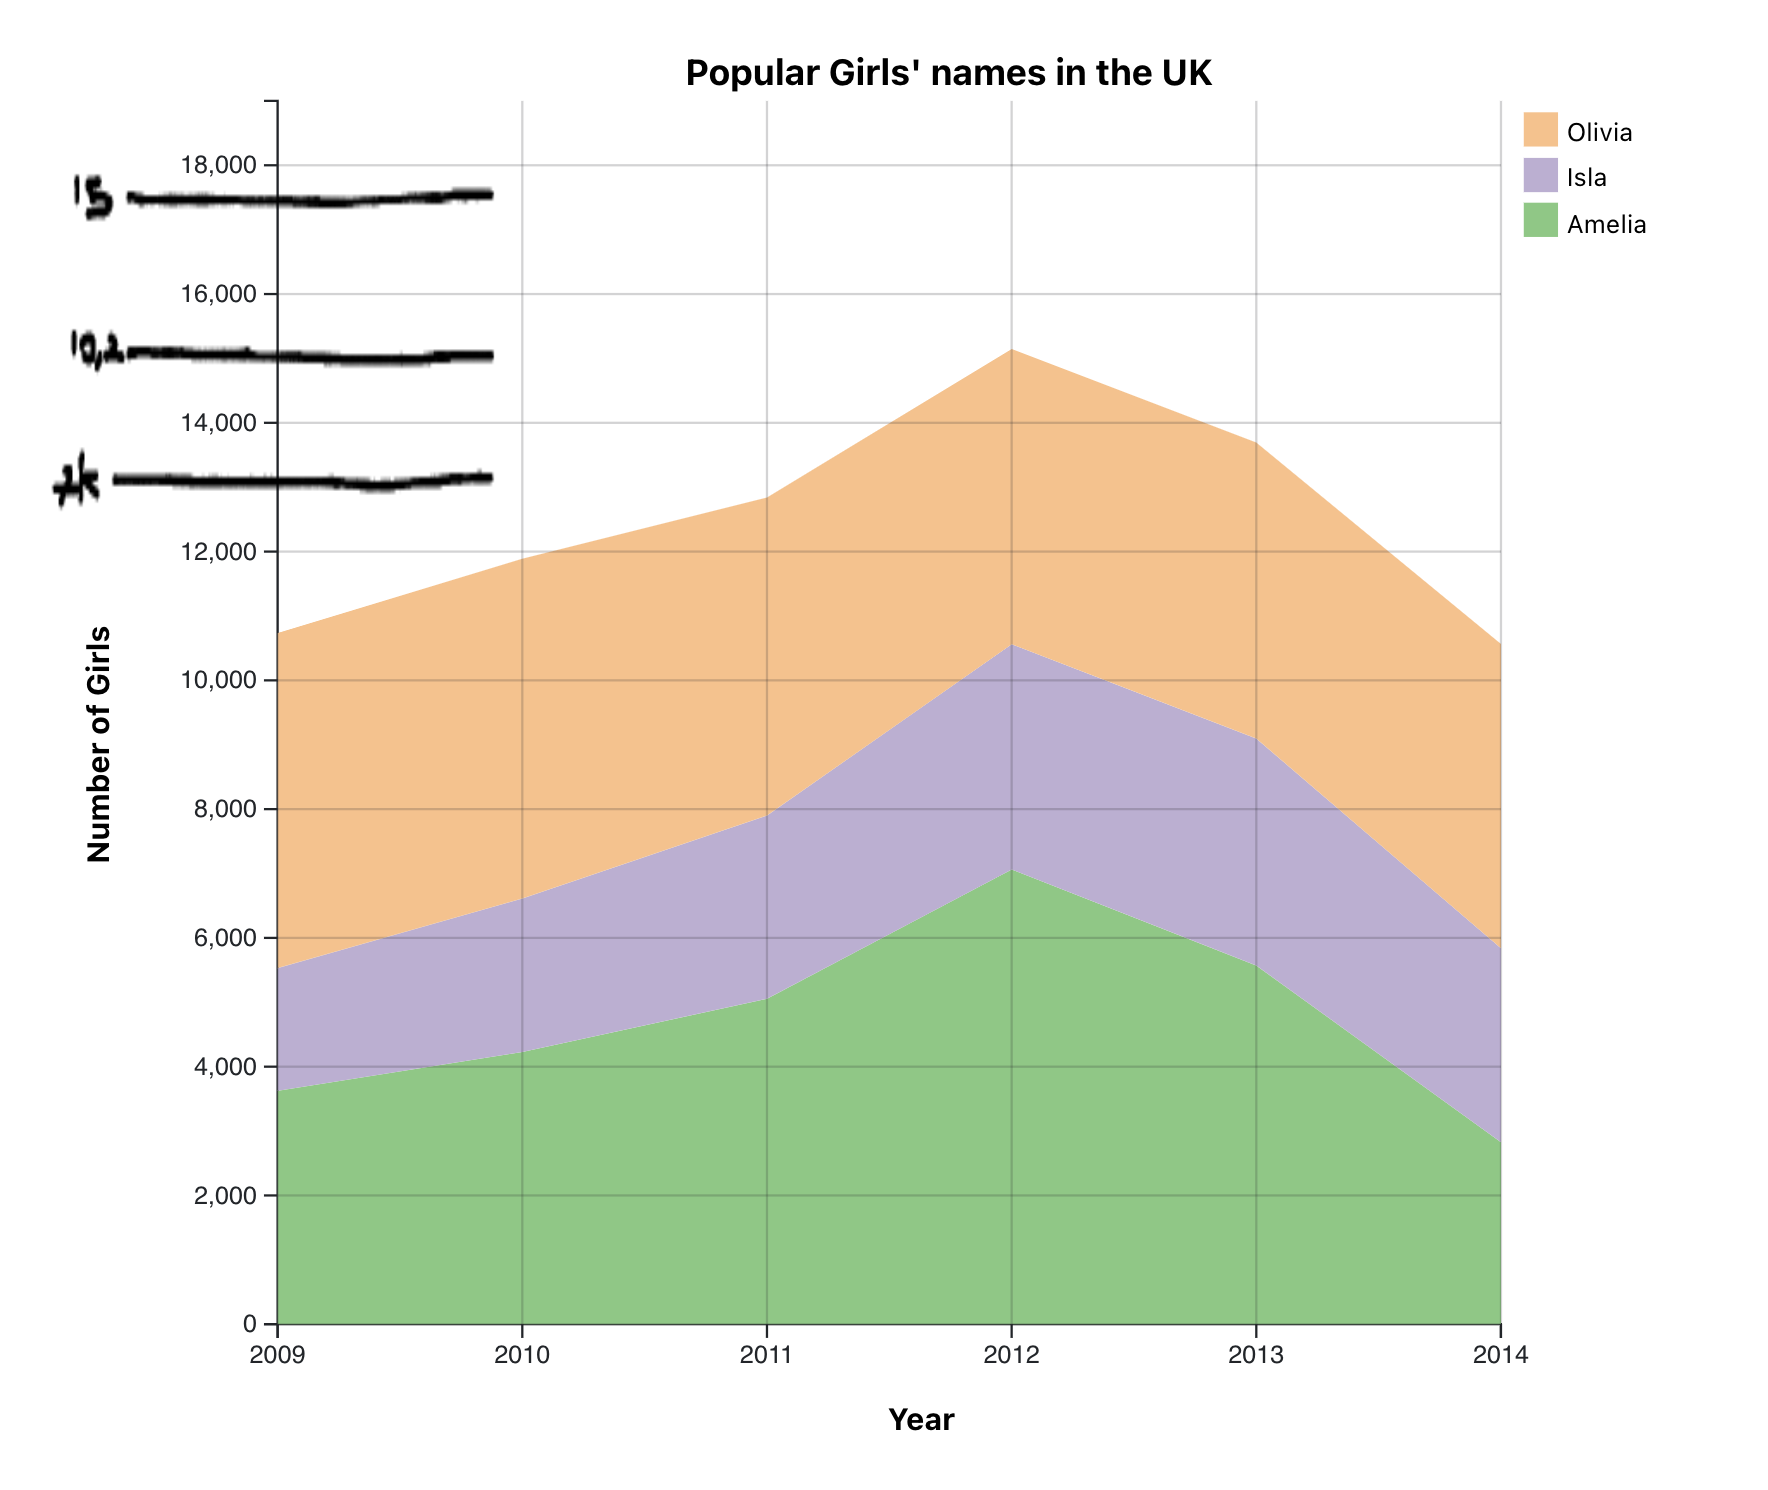 Popular Girls' names in the UK
Olivia
Isla
Amelia
18,000
15
16,000
10,2
14,000
12,000
10,000
8,000
6,000
4,000
2,000
0
Number of Girls
2009 2010 2011 2012 2013 2014
Year